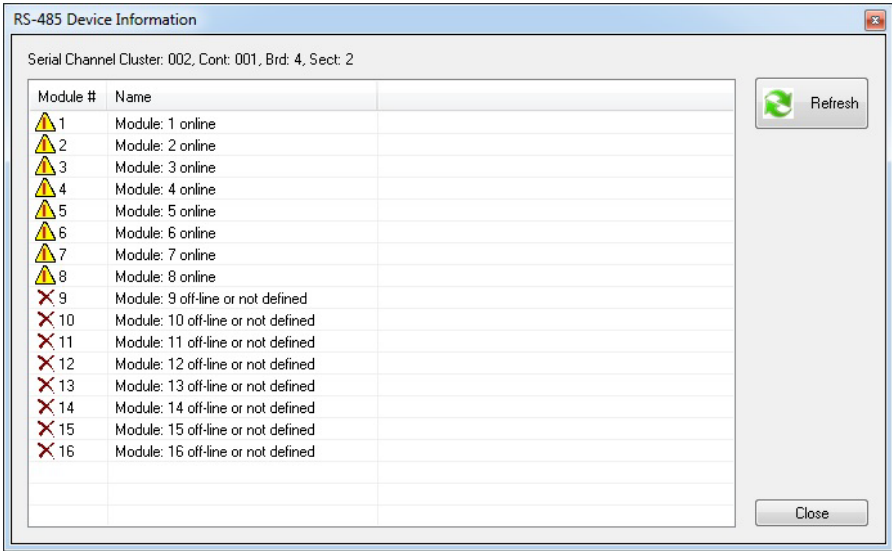 RS-485 Device Information
Serial Channel Cluster: 002, Cont: 001, Brd: 4, Sect: 2
Module # Name
Refresh
1 Module: 1 online
2 Module: 2 online
3 Module: 3 online
4 Module: 4 online
5 Module: 5 online
6 Module: 6 online
7 Module: 7 online
8 Module: 8 online
9 Module: 9 off-line or not defined
10 Module: 10 off-line or not defined
11 Module: 11 off-line or not defined
12 Module: 12 off-line or not defined
13 Module: 13 off-line or not defined
14 Module: 14 off-line or not defined
15 Module: 15 off-line or not defined
16 Module: 16 off-line or not defined
Close